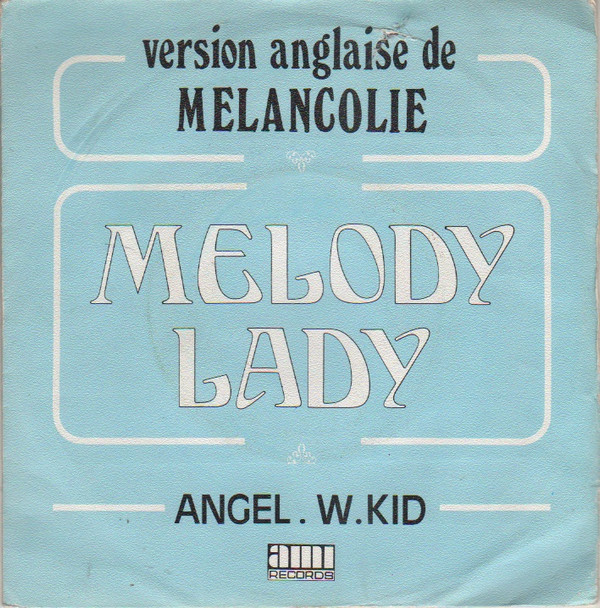 version anglaise de
MELANCOLIE
MELODY
LADY
ANGEL . W.KID
ami
RECORDS